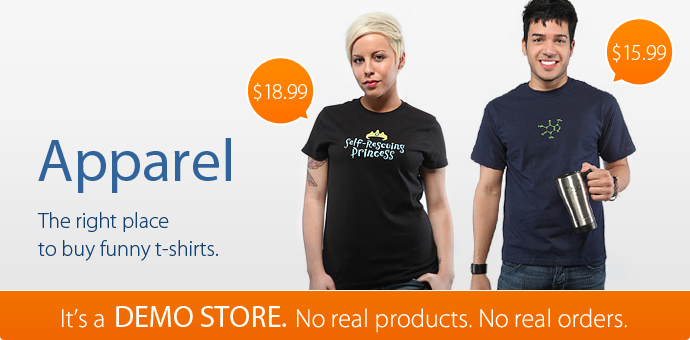 $18.99
$15.99
Self-Rescuing
Princess
Apparel
The right place
to buy funny t-shirts.
It's a DEMO STORE. No real products. No real orders.